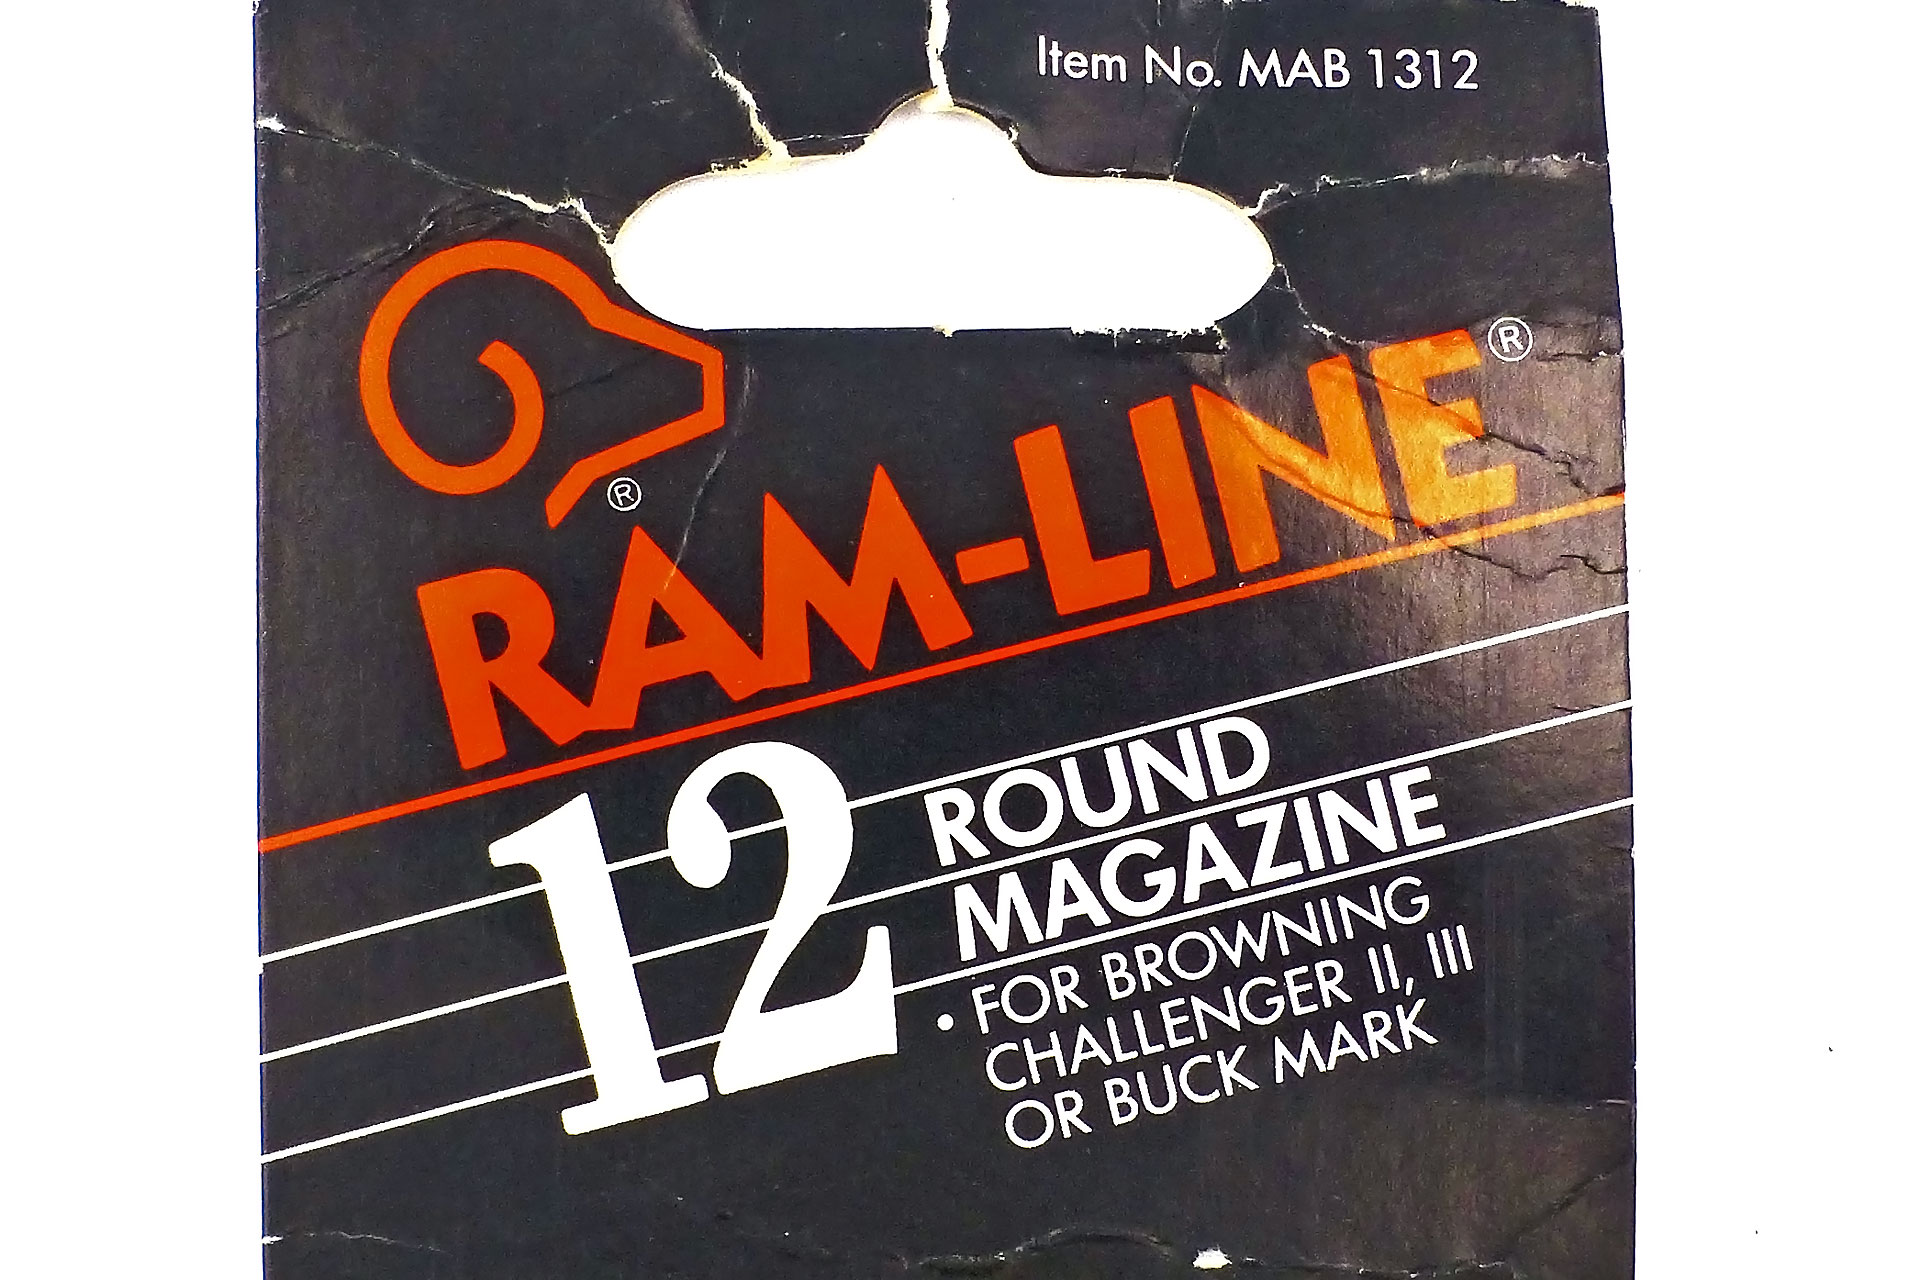 Item No. MAB 1312
®
RAM-LINE®
12 ROUND
MAGAZINE
• FOR BROWNING
CHALLENGER II, III
OR BUCK MARK